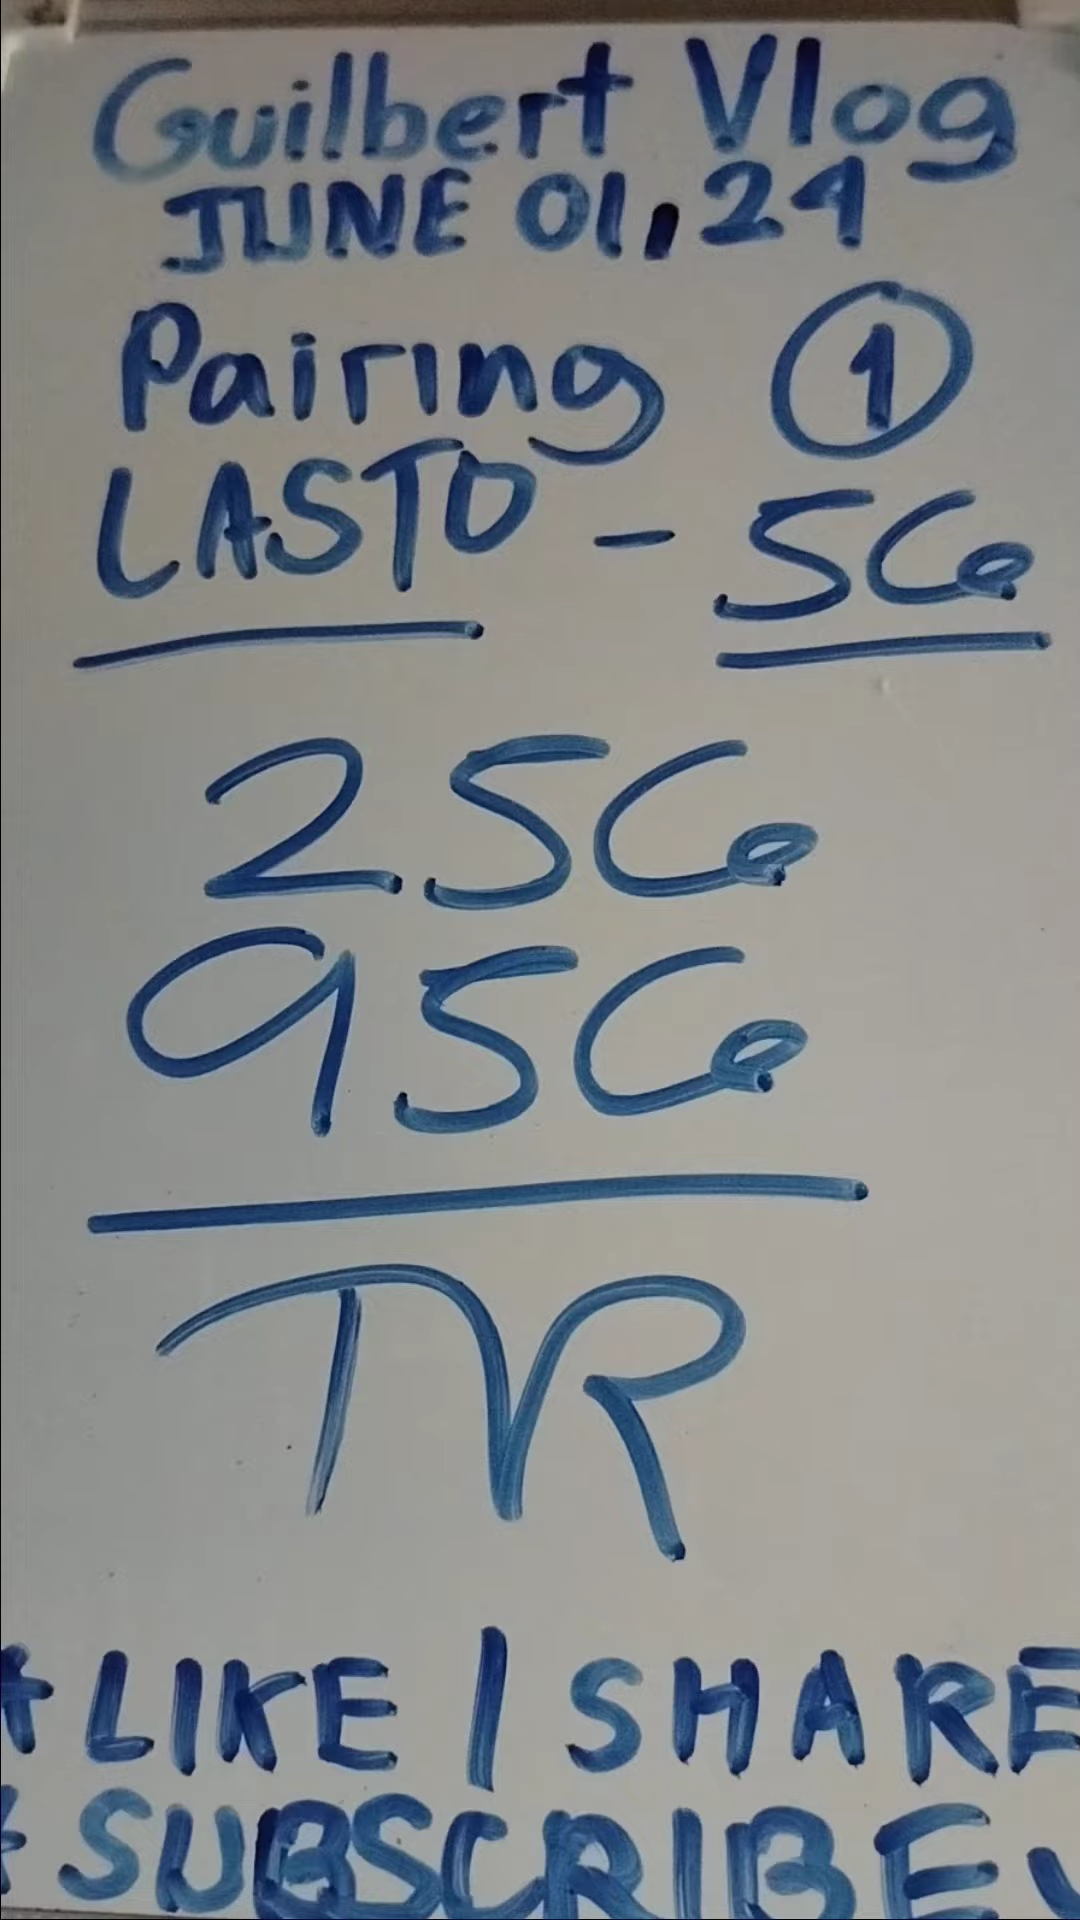 Guilbert Vlog
JUNE 01, 24
Pairing 1
LASTO - 56
256
956
TVR
# LIKE / SHARE
# SUBSCRIBE